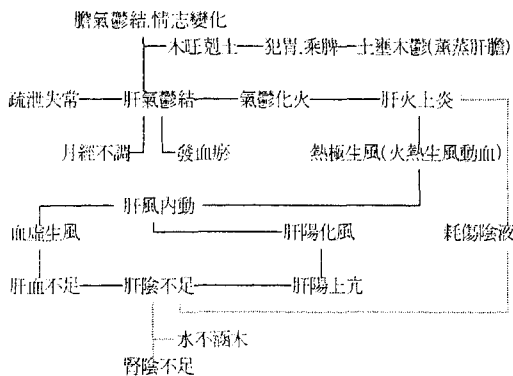 膽氣鬱結.情志變化
木旺剋土 犯胃.乘脾 土壅木鬱(薰蒸肝膽)
疏泄失常 肝氣鬱結 氣鬱化火 肝火上炎
月經不調 發血瘀 熱極生風(火熱生風動血)
肝風內動
血虛生風 肝陽化風 耗傷陰液
肝血不足 肝陰不足 肝陽上亢
水不涵木
腎陰不足